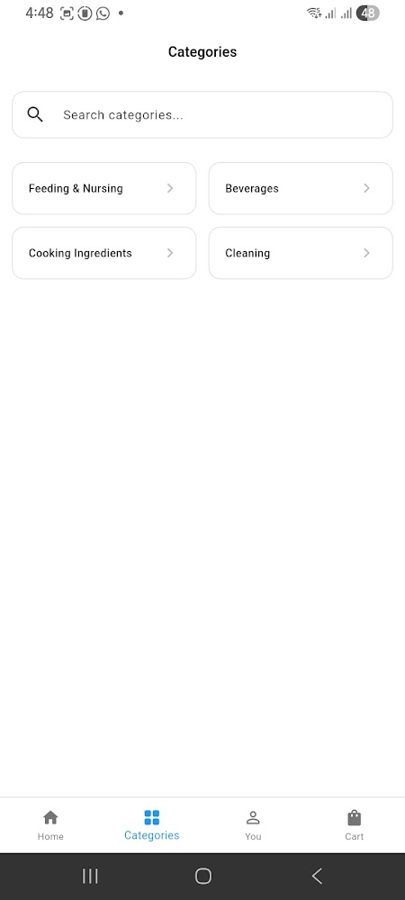 4:48
48
Categories
Search categories...
Feeding & Nursing
Beverages
Cooking Ingredients
Cleaning
Home
Categories
You
Cart